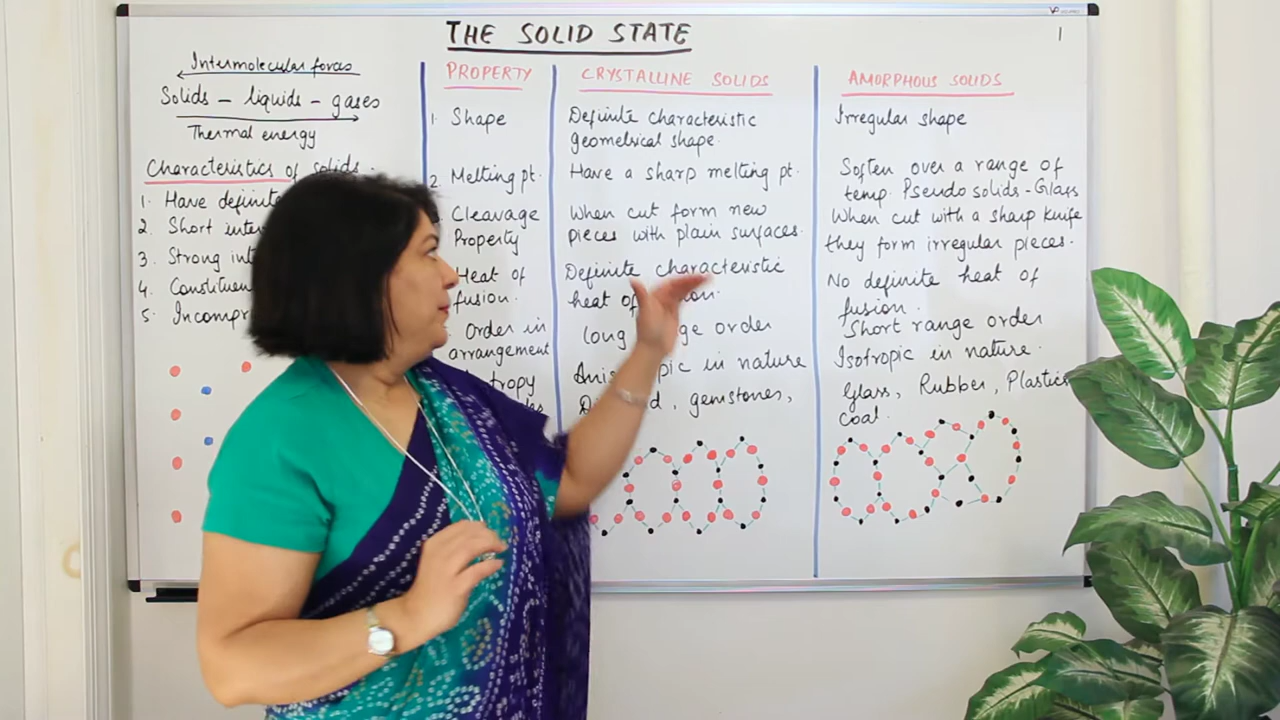 THE SOLID STATE
1
Intermolecular forces
Solids – liquids – gases
Thermal energy
Characteristics of solids.
1. Have definite
2. Short
3. Strong
4.
5.
PROPERTY
1. Shape
2. Melting pt.
Cleavage
Property
Heat of
fusion.
Order in
arrangement
CRYSTALLINE SOLIDS
Definite characteristic
geometrical shape.
Have a sharp melting pt.
When cut form new
pieces with plain surfaces.
Definite characteristic
heat of
long order
in nature
, gemstones,
AMORPHOUS SOLIDS
Irregular shape
Soften over a range of
temp. Pseudo solids - Glass
When cut with a sharp knife
they form irregular pieces.
No definite heat of
fusion.
Short range order
Isotropic in nature.
Glass, Rubber, Plastics
coal.